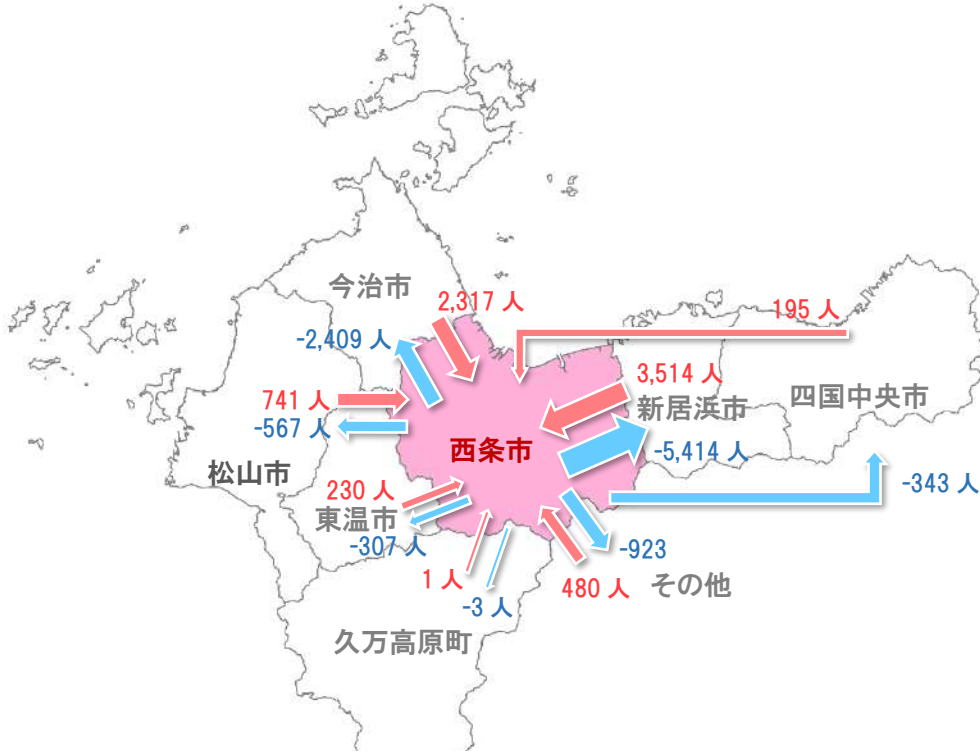 今治市
2,317 人
195 人
-2,409 人
3,514 人
四国中央市
741 人
新居浜市
-567 人
西条市
-5,414 人
松山市
-343 人
230 人
東温市
-307 人
-923
1 人
480 人
その他
-3 人
久万高原町